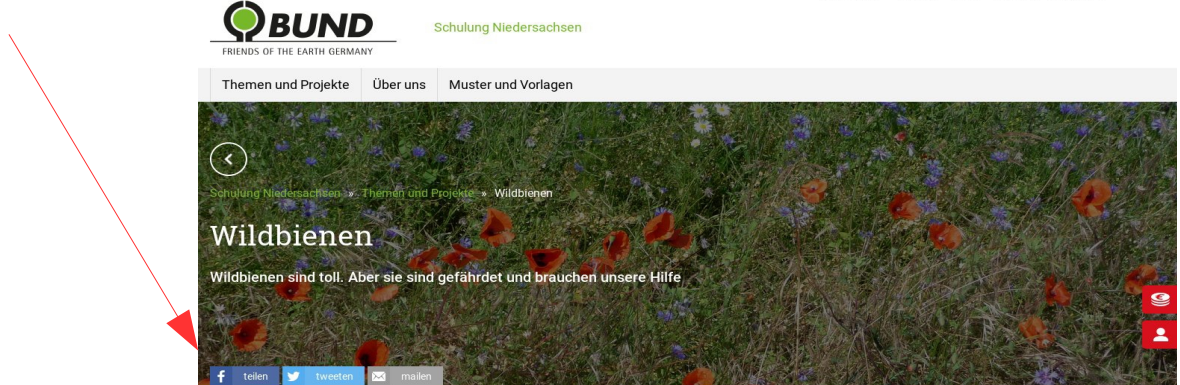 BUND
FRIENDS OF THE EARTH GERMANY
Schulung Niedersachsen
Themen und Projekte Über uns Muster und Vorlagen
Schulung Niedersachsen » Themen und Projekte » Wildbienen
Wildbienen
Wildbienen sind toll. Aber sie sind gefährdet und brauchen unsere Hilfe
teilen tweeten mailen